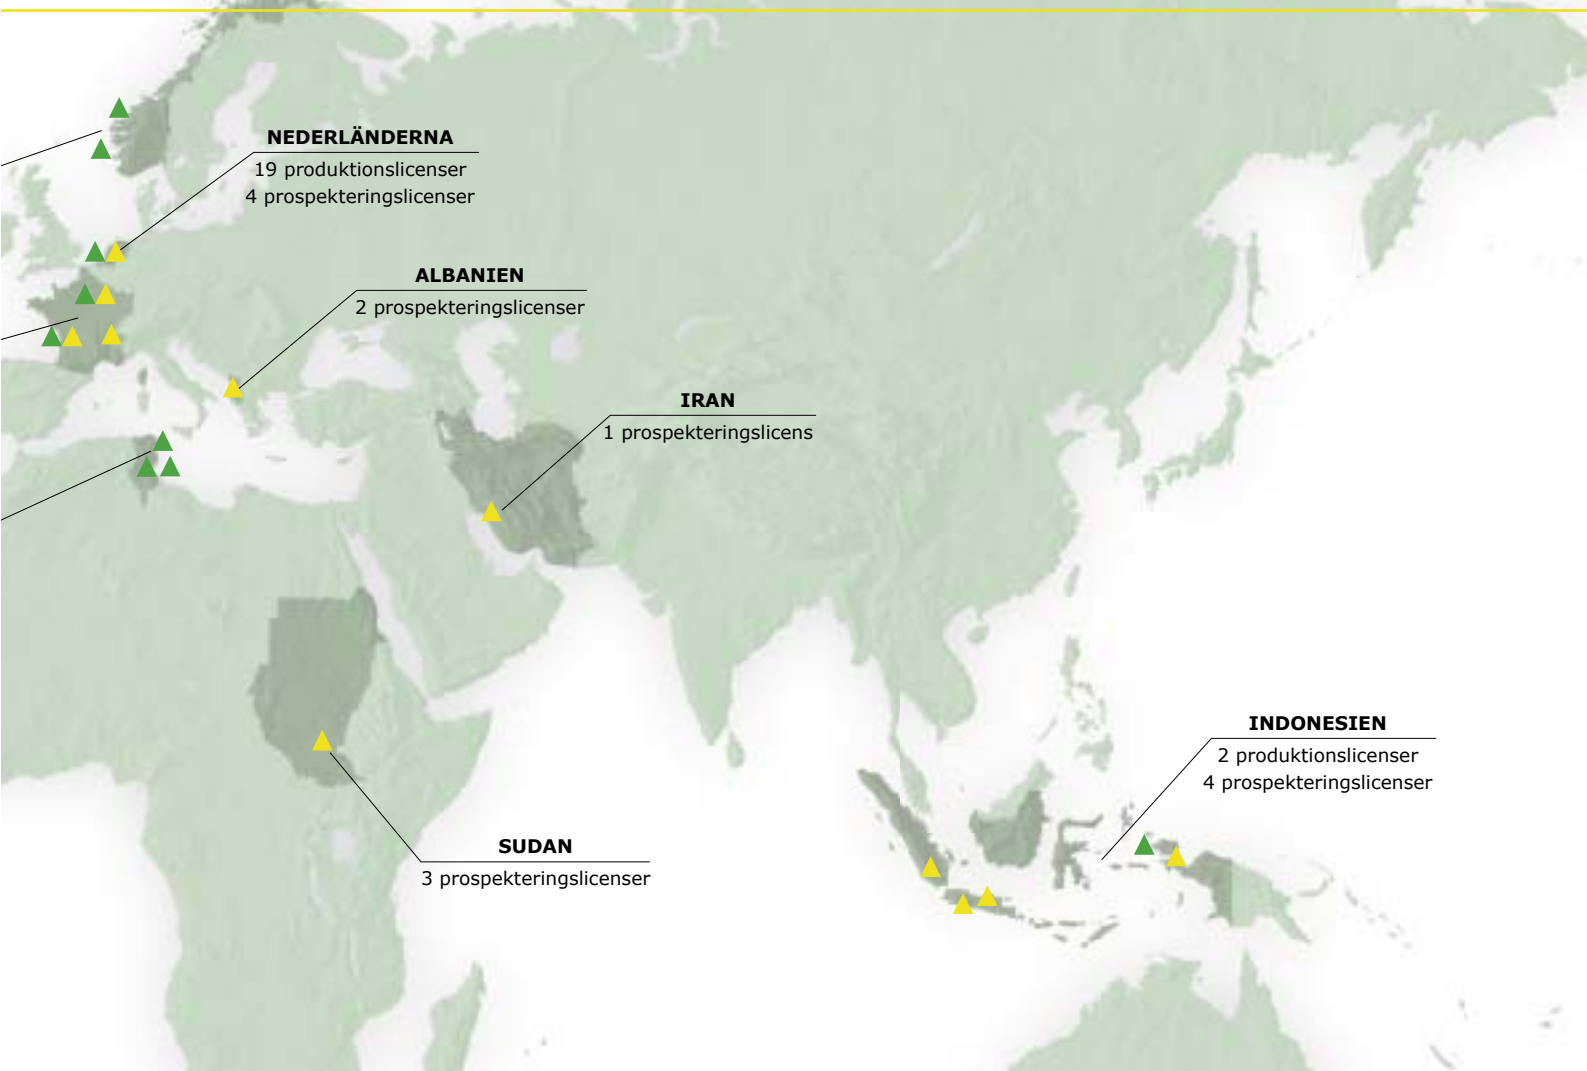 NEDERLÄNDERNA
19 produktionslicenser
4 prospekteringslicenser
ALBANIEN
2 prospekteringslicenser
IRAN
1 prospekteringslicens
INDONESIEN
2 produktionslicenser
4 prospekteringslicenser
SUDAN
3 prospekteringslicenser